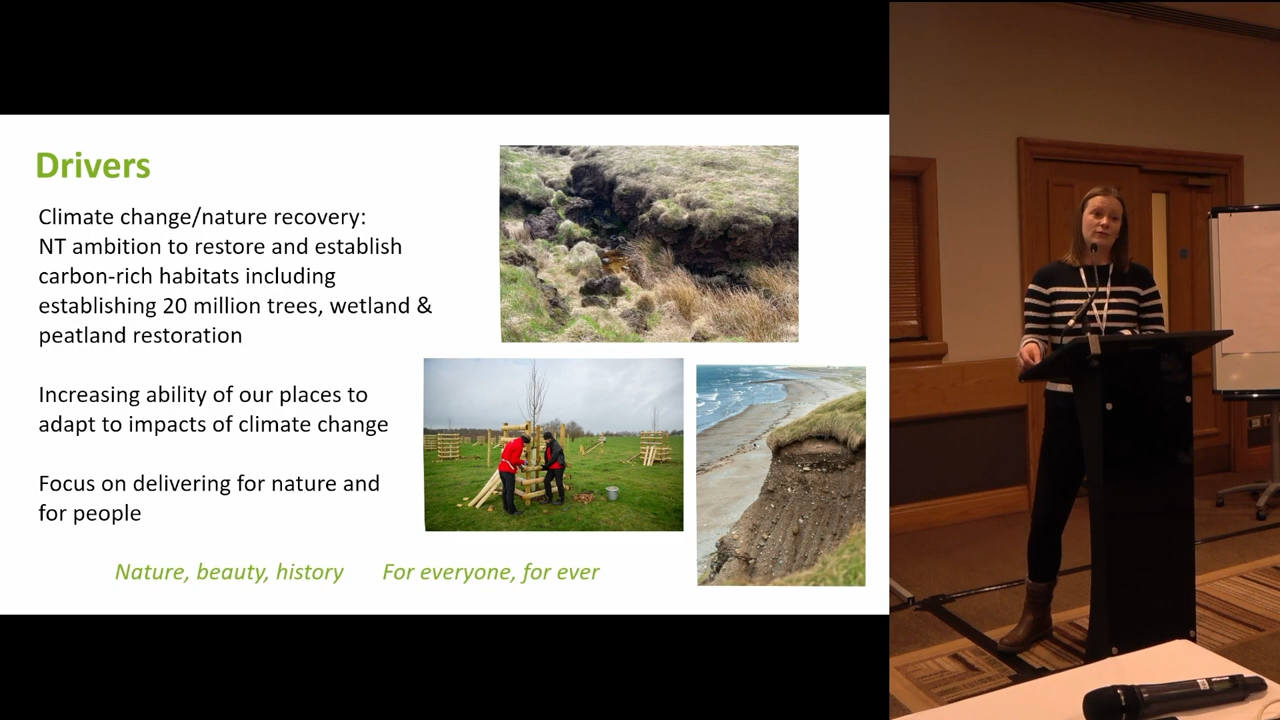 Drivers
Climate change/nature recovery:
NT ambition to restore and establish
carbon-rich habitats including
establishing 20 million trees, wetland &
peatland restoration
Increasing ability of our places to
adapt to impacts of climate change
Focus on delivering for nature and
for people
Nature, beauty, history For everyone, for ever